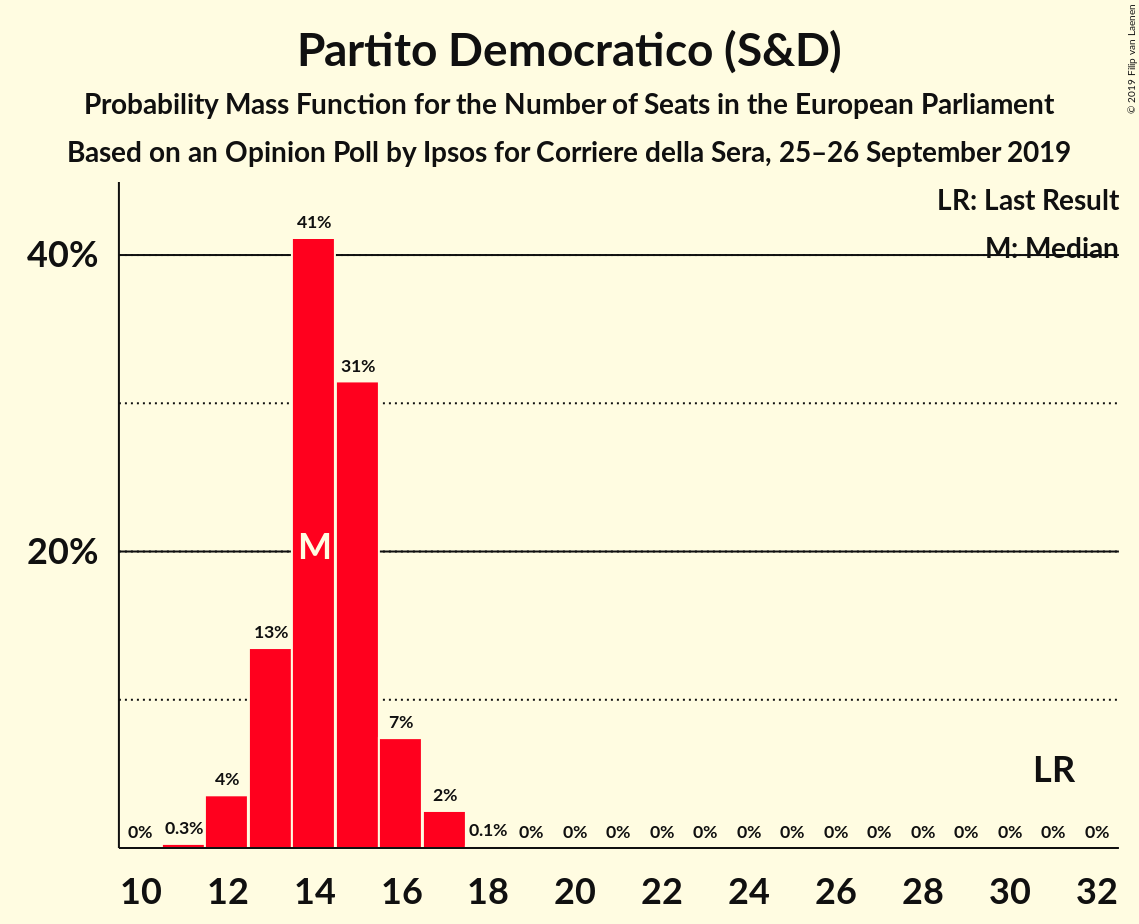 Partito Democratico (S&D)
Probability Mass Function for the Number of Seats in the European Parliament
Based on an Opinion Poll by Ipsos for Corriere della Sera, 25–26 September 2019
© 2019 Filip van Laenen
LR: Last Result
M: Median
40%
20%
41%
31%
M
13%
7%
4%
2%
LR
0% 0.3% 0.1% 0% 0% 0% 0% 0% 0% 0% 0% 0% 0% 0% 0% 0% 0%
10 12 14 16 18 20 22 24 26 28 30 32